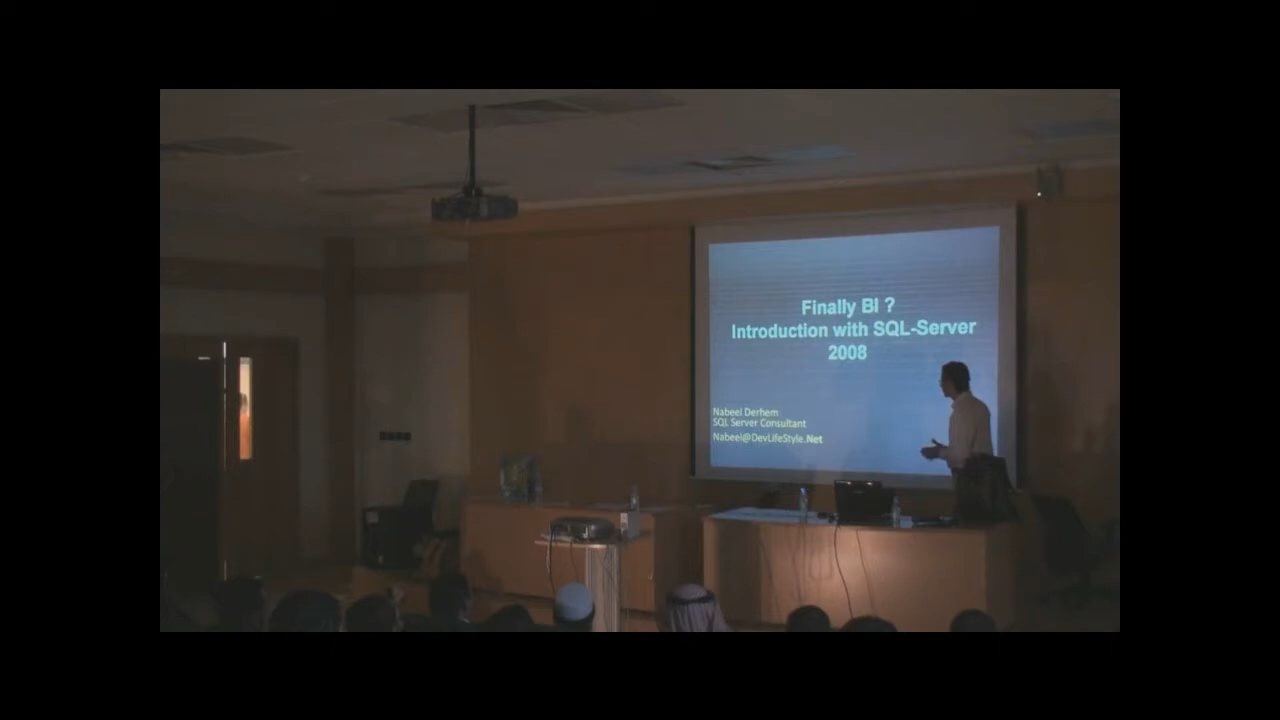 Finally BI ?
Introduction with SQL-Server
2008
Nabeel Derhem
SQL Server Consultant
Nabeel@DevLifeStyle.Net